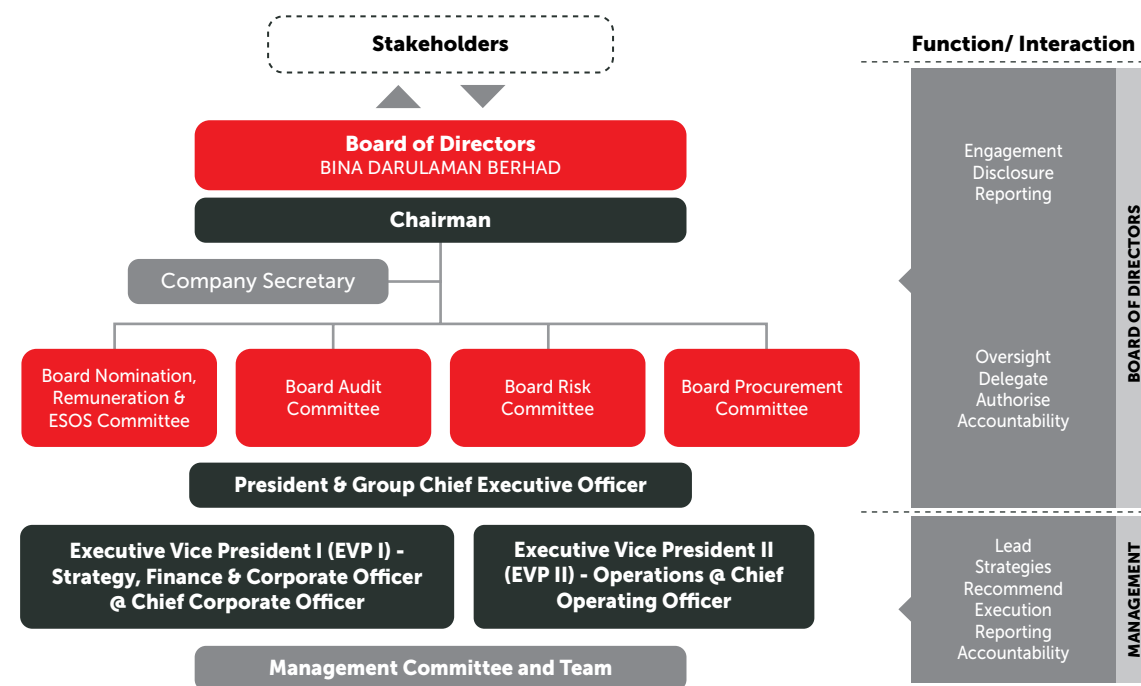 Stakeholders
Function/ Interaction
Board of Directors
BINA DARULAMAN BERHAD
Chairman
Company Secretary
Board Nomination,
Remuneration &
ESOS Committee
Board Audit
Committee
Board Risk
Committee
Board Procurement
Committee
President & Group Chief Executive Officer
Executive Vice President I (EVP I) -
Strategy, Finance & Corporate Officer
@ Chief Corporate Officer
Executive Vice President II
(EVP II) - Operations @ Chief
Operating Officer
Management Committee and Team
Engagement
Disclosure
Reporting
Oversight
Delegate
Authorise
Accountability
BOARD OF DIRECTORS
Lead
Strategies
Recommend
Execution
Reporting
Accountability
MANAGEMENT